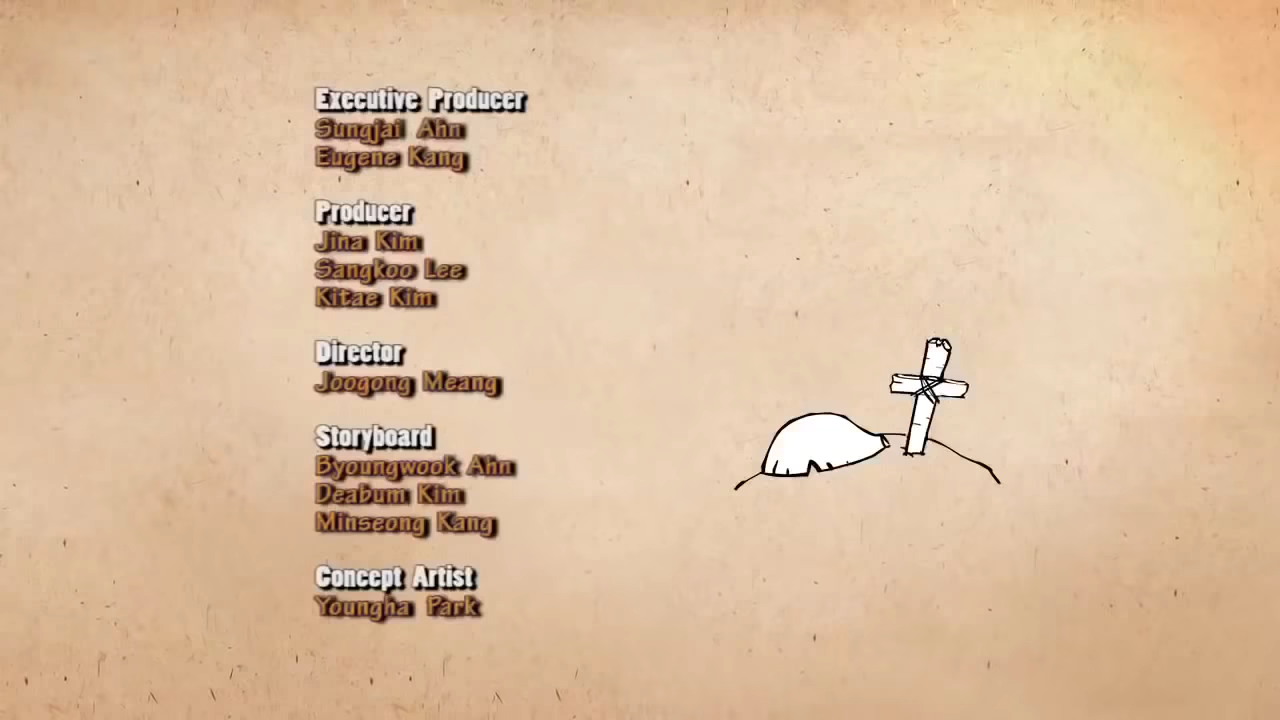 Executive Producer
Sungjai Ahn
Eugene Kang
Producer
Jina Kim
Sangkoo Lee
Kitae Kim
Director
Joogong Meang
Storyboard
Byoungwook Ahn
Deabum Kim
Minseong Kang
Concept Artist
Youngha Park